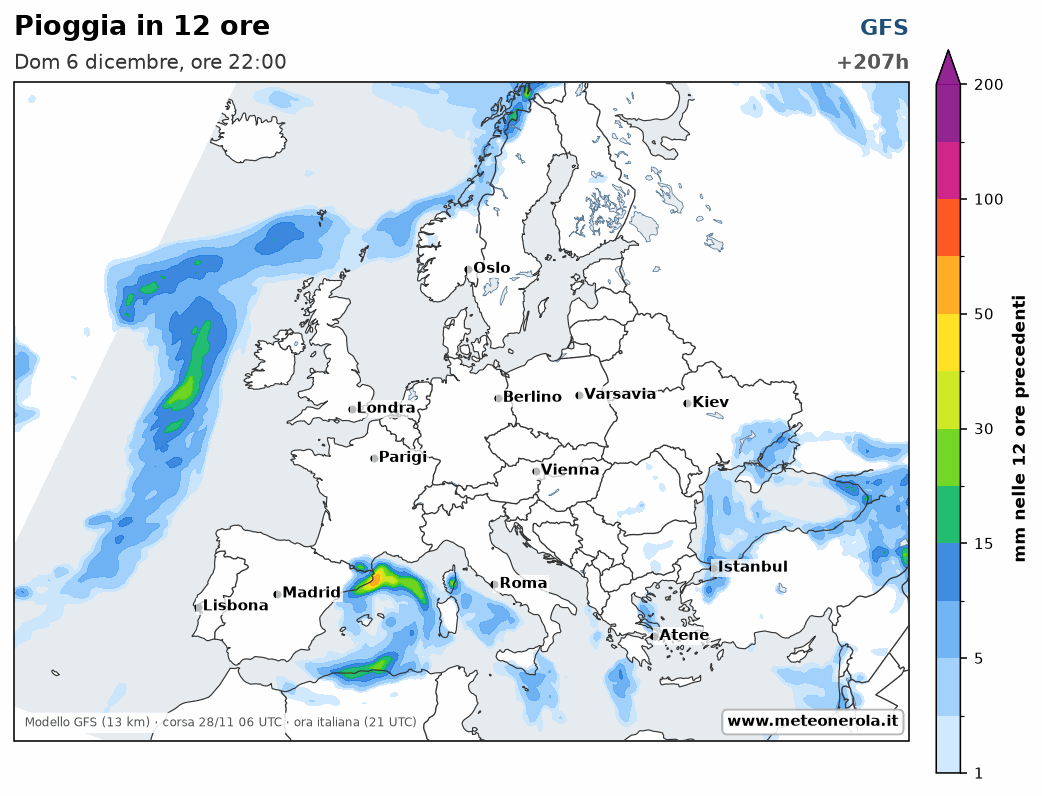 Pioggia in 12 ore
GFS
Dom 6 dicembre, ore 22:00
+207h
200
100
50
30
15
5
1
mm nelle 12 ore precedenti
Oslo
Berlino
Varsavia
Kiev
Londra
Parigi
Vienna
Istanbul
Roma
Madrid
Lisbona
Atene
Modello GFS (13 km) · corsa 28/11 06 UTC · ora italiana (21 UTC)
www.meteonerola.it